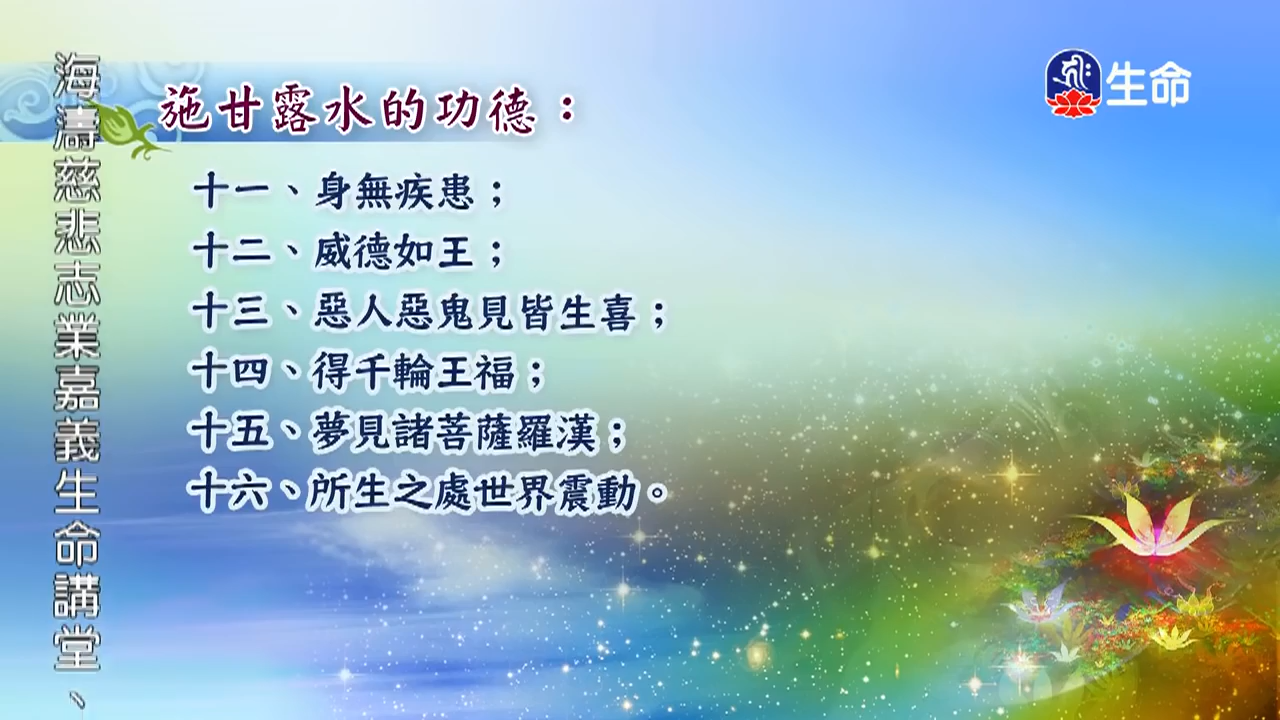 海濤慈悲志業嘉義生命講堂、
生命
施甘露水的功德：
十一、身無疾患；
十二、威德如王；
十三、惡人惡鬼見皆生喜；
十四、得千輪王福；
十五、夢見諸菩薩羅漢；
十六、所生之處世界震動。